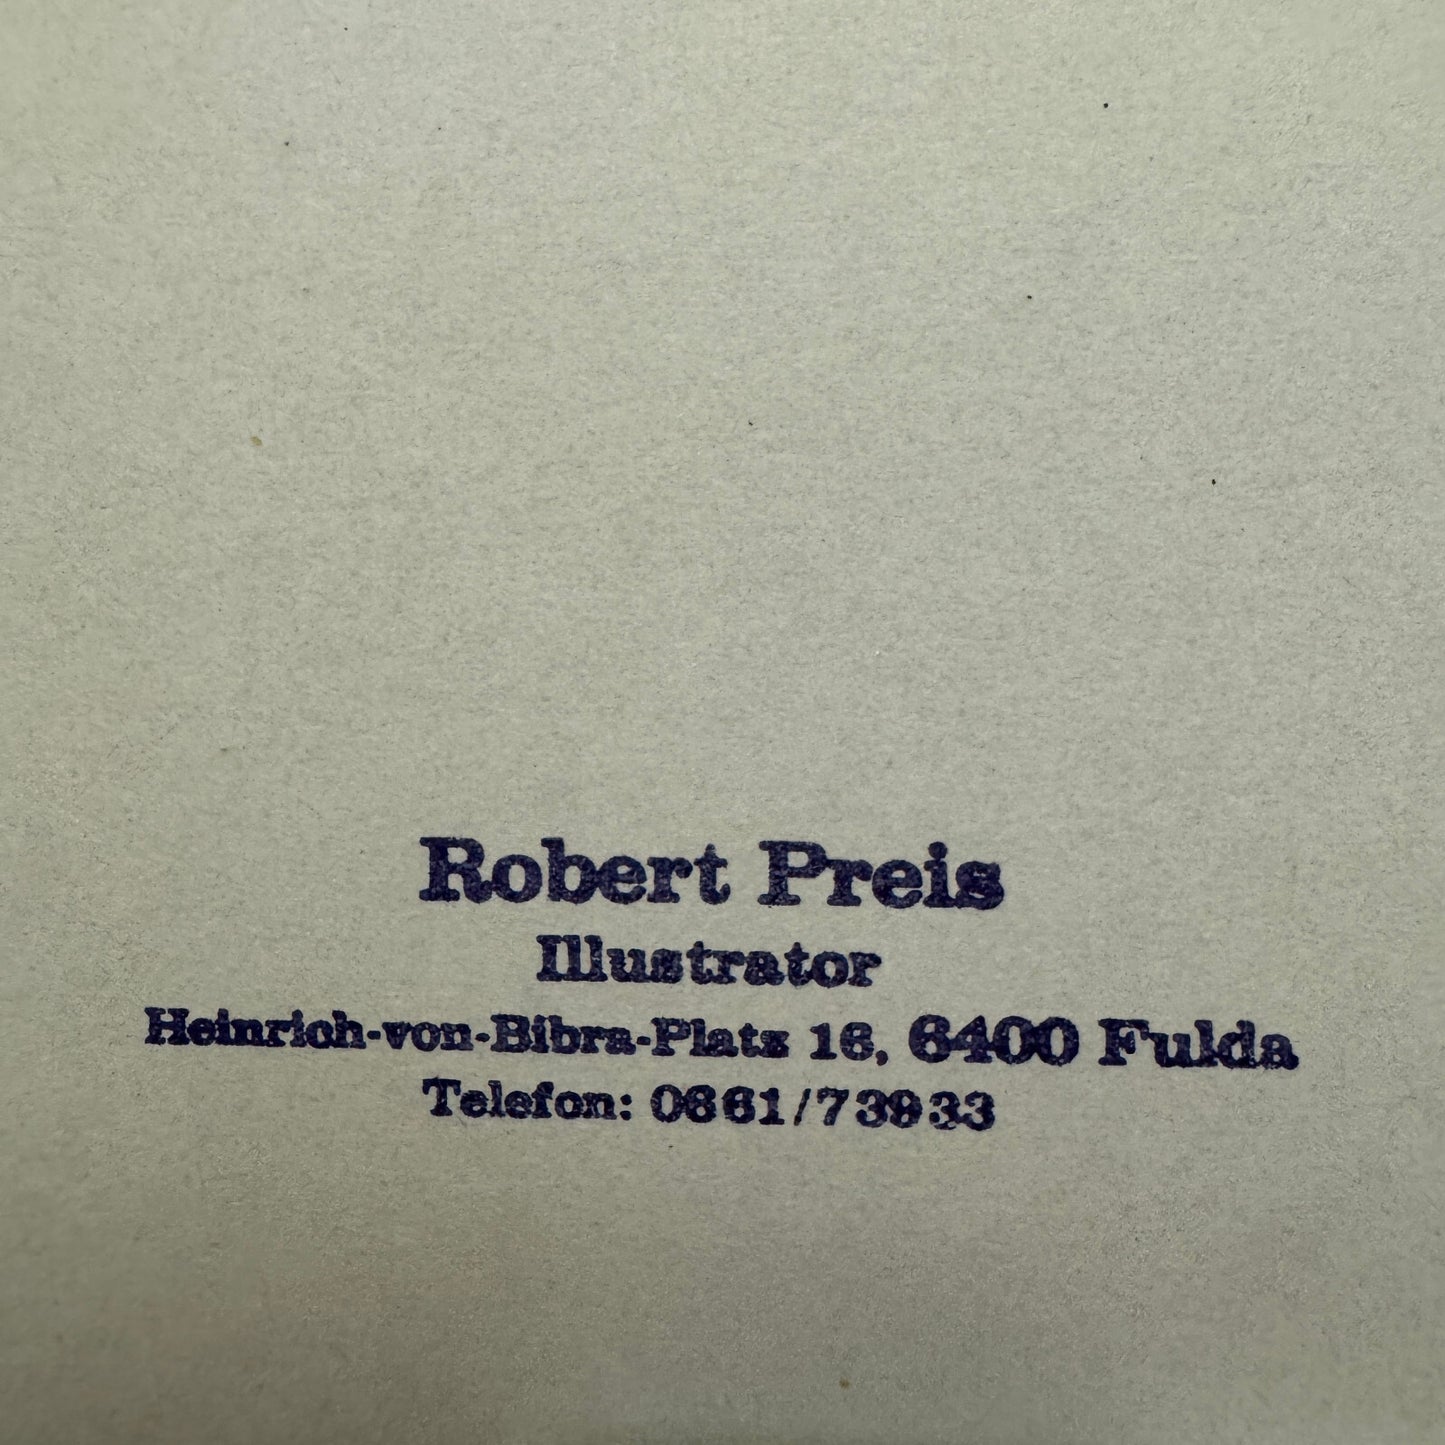 Robert Preis
Illustrator
Heinrich-von-Bibra-Platz 16, 6400 Fulda
Telefon: 0661/73933